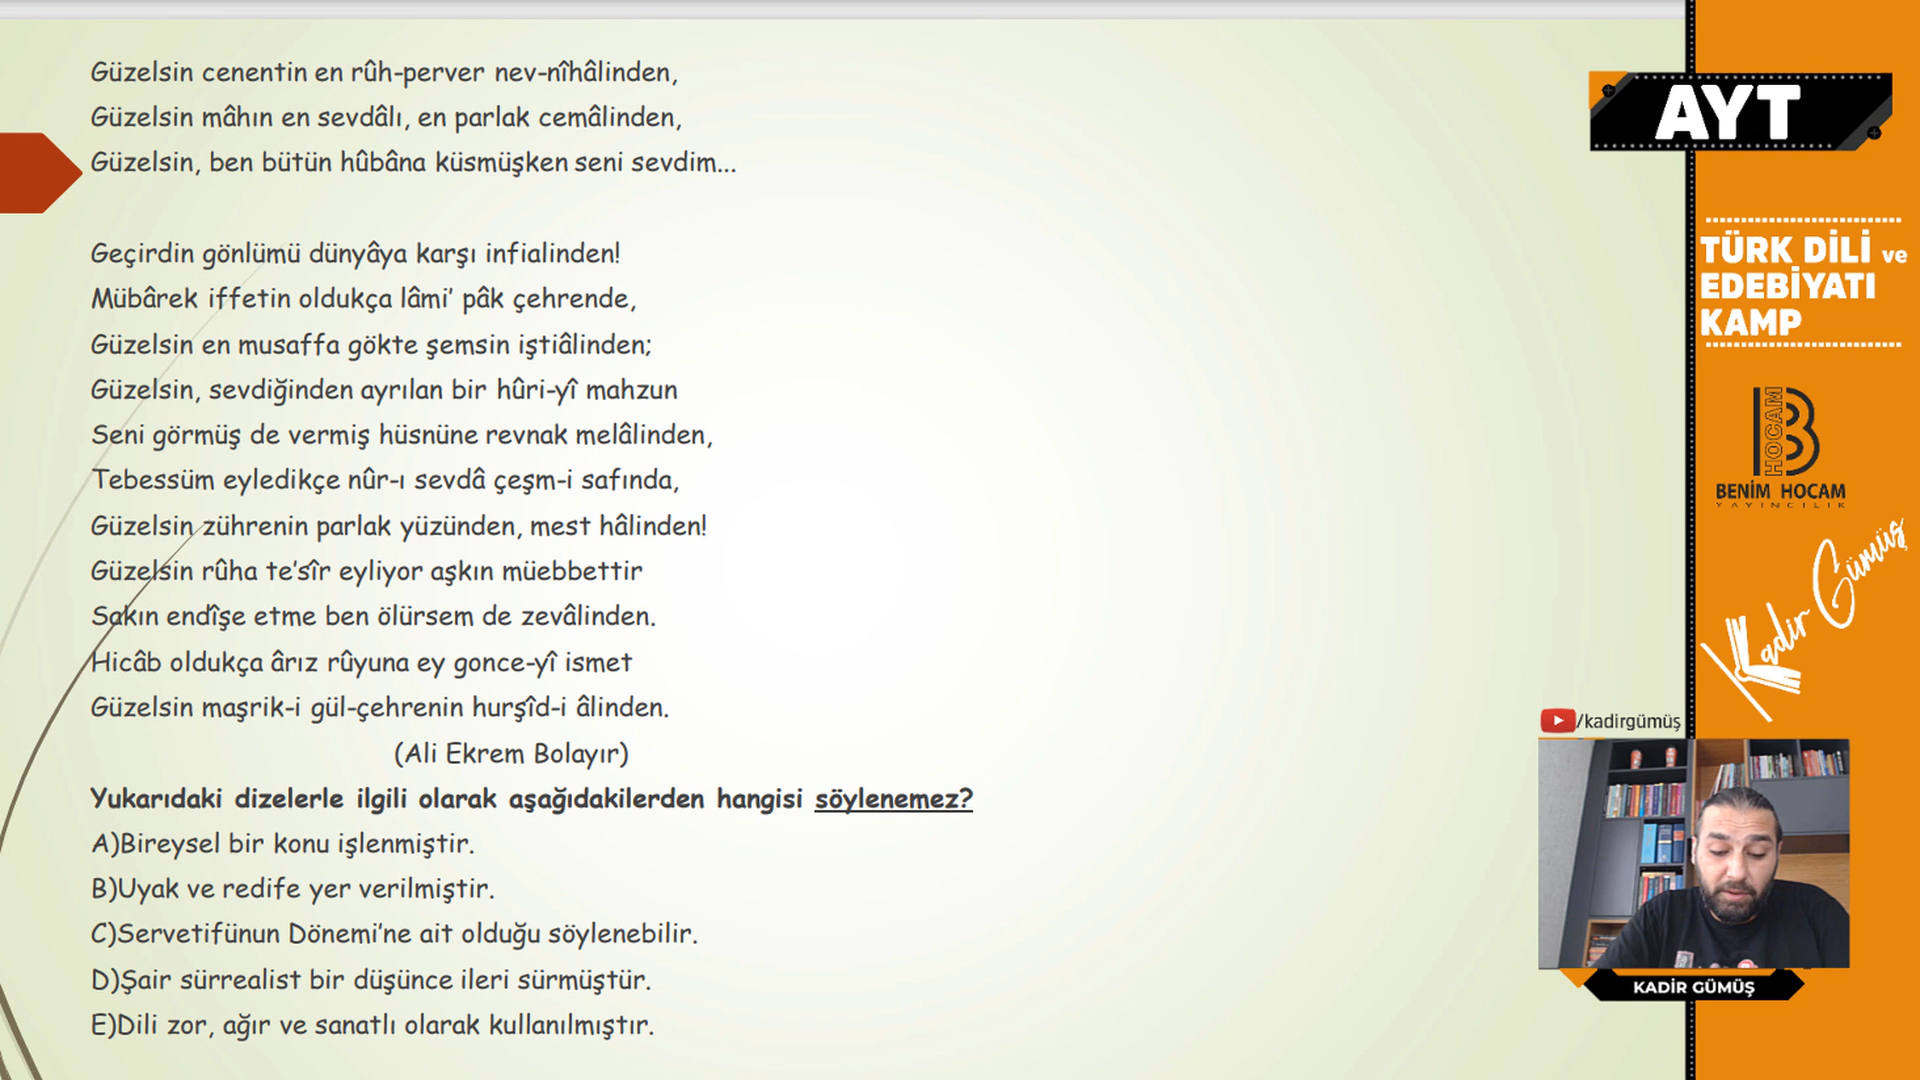 Güzelsin cenentin en rûh-perver nev-nîhâlinden,
Güzelsin mâhın en sevdâlı, en parlak cemâlinden,
Güzelsin, ben bütün hûbâna küsmüşken seni sevdim...
Geçirdin gönlümü dünyâya karşı infialinden!
Mübârek iffetin oldukça lâmi’ pâk çehrende,
Güzelsin en musaffa gökte şemsin iştiâlinden;
Güzelsin, sevdiğinden ayrılan bir hûri-yî mahzun
Seni görmüş de vermiş hüsnüne revnak melâlinden,
Tebessüm eyledikçe nûr-ı sevdâ çeşm-i safında,
Güzelsin zührenin parlak yüzünden, mest hâlinden!
Güzelsin rûha te’sîr eyliyor aşkın müebbettir
Sakın endîşe etme ben ölürsem de zevâlinden.
Hicâb oldukça ârız rûyuna ey gonce-yî ismet
Güzelsin maşrik-i gül-çehrenin hurşîd-i âlinden.
(Ali Ekrem Bolayır)
Yukarıdaki dizelerle ilgili olarak aşağıdakilerden hangisi söylenemez?
A)Bireysel bir konu işlenmiştir.
B)Uyak ve redife yer verilmiştir.
C)Servetifünun Dönemi’ne ait olduğu söylenebilir.
D)Şair sürrealist bir düşünce ileri sürmüştür.
E)Dili zor, ağır ve sanatlı olarak kullanılmıştır.
AYT
TÜRK DİLİ ve
EDEBİYATI
KAMP
B HOCAM
BENİM HOCAM
YAYINCILIK
Kadir Gümüş
/kadirgümüş
KADİR GÜMÜŞ